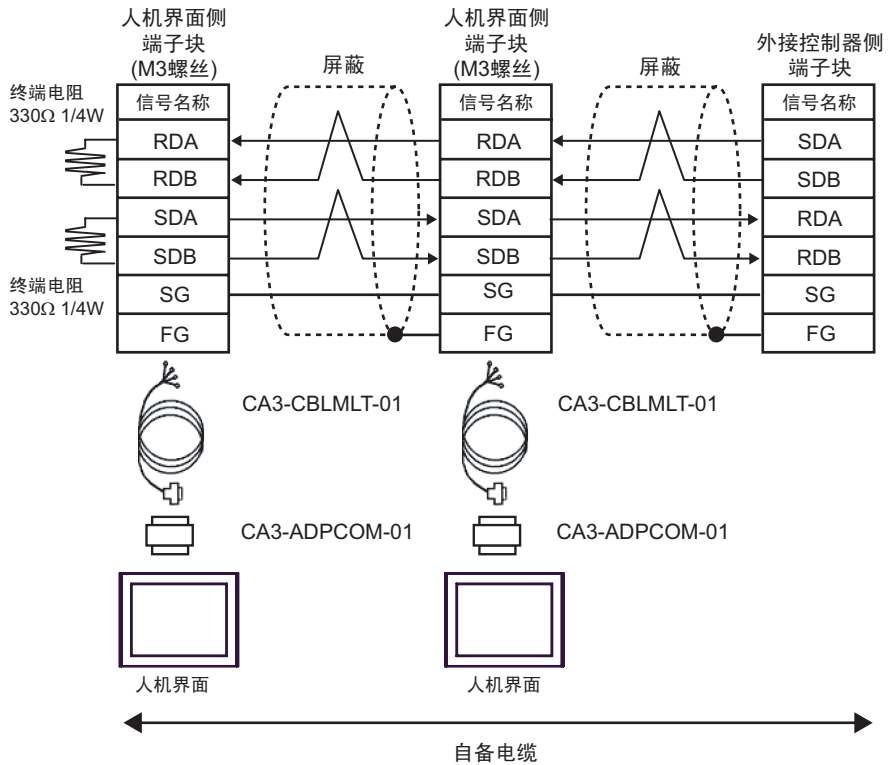 人机界面侧
端子块
(M3螺丝)
屏蔽
人机界面侧
端子块
(M3螺丝)
屏蔽
外接控制器侧
端子块
终端电阻
330Ω 1/4W
信号名称
信号名称
信号名称
RDA
RDA
SDA
RDB
RDB
SDB
SDA
SDA
RDA
SDB
SDB
RDB
终端电阻
330Ω 1/4W
SG
SG
SG
FG
FG
FG
CA3-CBLMLT-01
CA3-CBLMLT-01
CA3-ADPCOM-01
CA3-ADPCOM-01
人机界面
人机界面
自备电缆